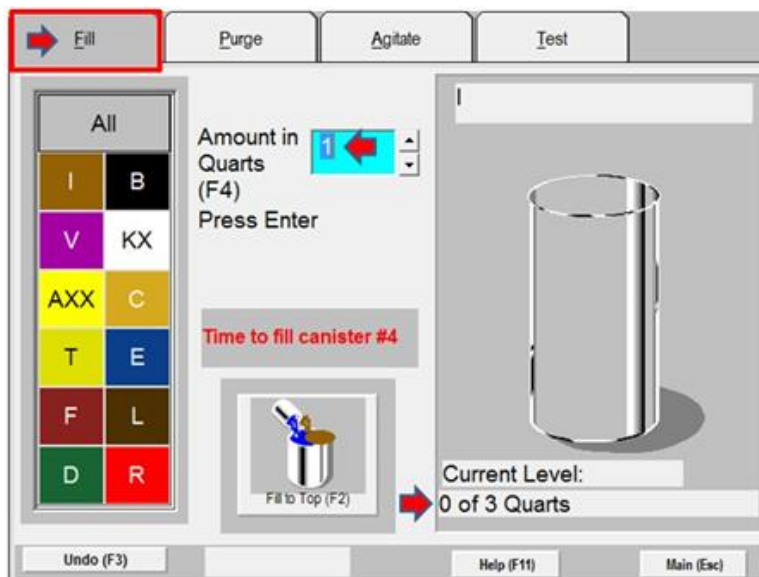 Fill
Purge
Agitate
Test
All
I
B
V
KX
AXX
C
T
E
F
L
D
R
Amount in
Quarts
(F4)
Press Enter
1
Time to fill canister #4
Fill to Top (F2)
I
Current Level:
0 of 3 Quarts
Undo (F3)
Help (F11)
Main (Esc)